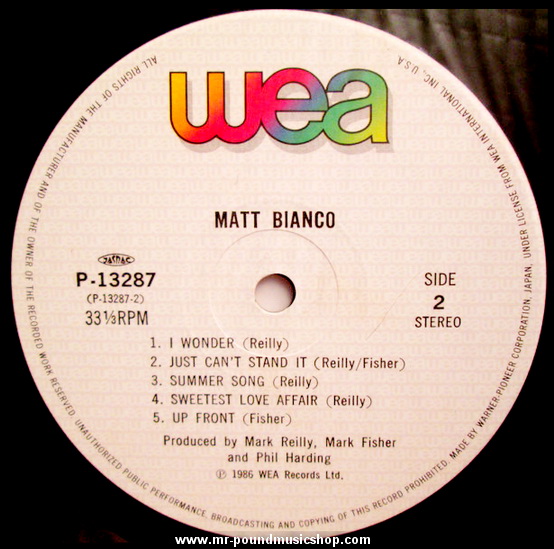 wea
MATT BIANCO
JASRAC
P-13287
(P-13287-2)
33 1/3 RPM
SIDE
2
STEREO
1. I WONDER (Reilly)
2. JUST CAN'T STAND IT (Reilly/Fisher)
3. SUMMER SONG (Reilly)
4. SWEETEST LOVE AFFAIR (Reilly)
5. UP FRONT (Fisher)
Produced by Mark Reilly, Mark Fisher
and Phil Harding
℗ 1986 WEA Records Ltd.
ALL RIGHTS OF THE MANUFACTURER AND OF THE OWNER OF THE RECORDED WORK RESERVED. UNAUTHORIZED PUBLIC PERFORMANCE, BROADCASTING AND COPYING OF THIS RECORD PROHIBITED. MADE BY WARNER-PIONEER CORPORATION, JAPAN, UNDER LICENSE FROM WEA INTERNATIONAL INC., U.S.A
www.mr-poundmusicshop.com